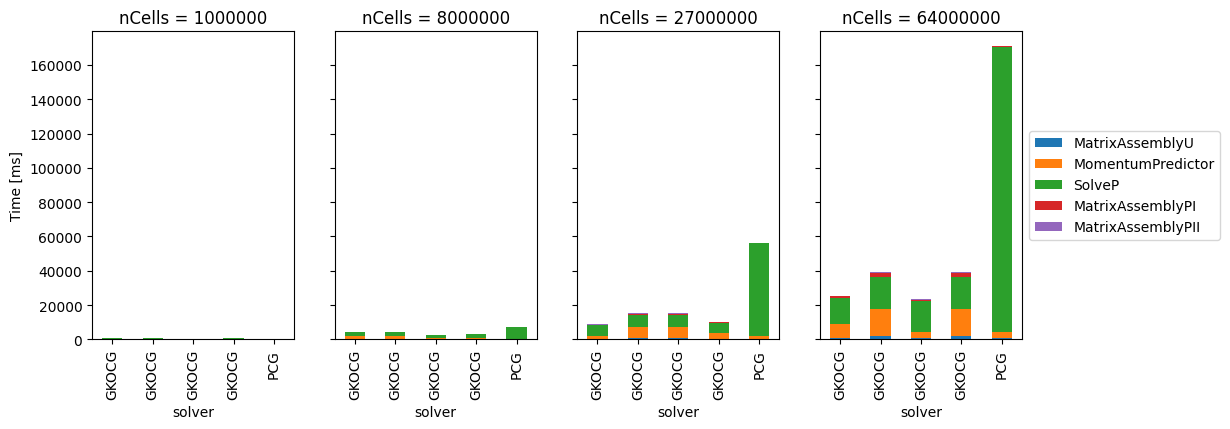 nCells = 1000000
nCells = 8000000
nCells = 27000000
nCells = 64000000
Time [ms]
160000
140000
120000
100000
80000
60000
40000
20000
0
GKOCG
GKOCG
GKOCG
GKOCG
PCG
solver
GKOCG
GKOCG
GKOCG
GKOCG
PCG
solver
GKOCG
GKOCG
GKOCG
GKOCG
PCG
solver
GKOCG
GKOCG
GKOCG
GKOCG
PCG
solver
MatrixAssemblyU
MomentumPredictor
SolveP
MatrixAssemblyPI
MatrixAssemblyPII